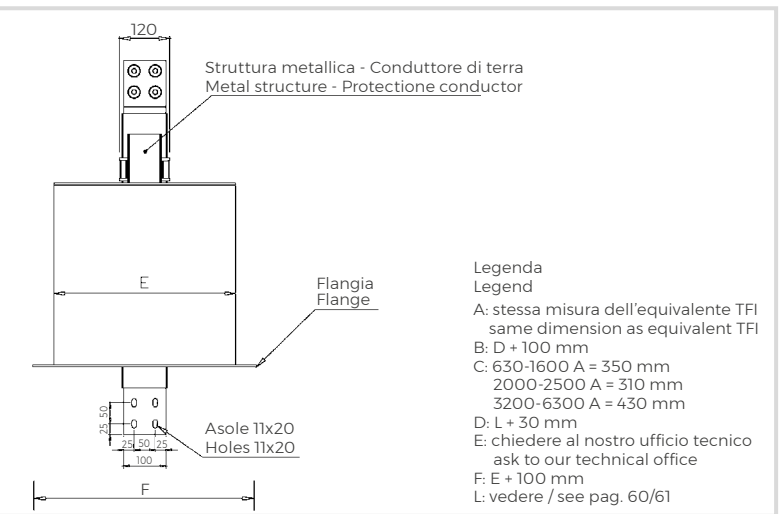 120
Struttura metallica - Conduttore di terra
Metal structure - Protectione conductor
E
Flangia
Flange
50
25
25 50 25
100
Asole 11x20
Holes 11x20
F
Legenda
Legend
A: stessa misura dell'equivalente TFI
same dimension as equivalent TFI
B: D + 100 mm
C: 630-1600 A = 350 mm
2000-2500 A = 310 mm
3200-6300 A = 430 mm
D: L + 30 mm
E: chiedere al nostro ufficio tecnico
ask to our technical office
F: E + 100 mm
L: vedere / see pag. 60/61